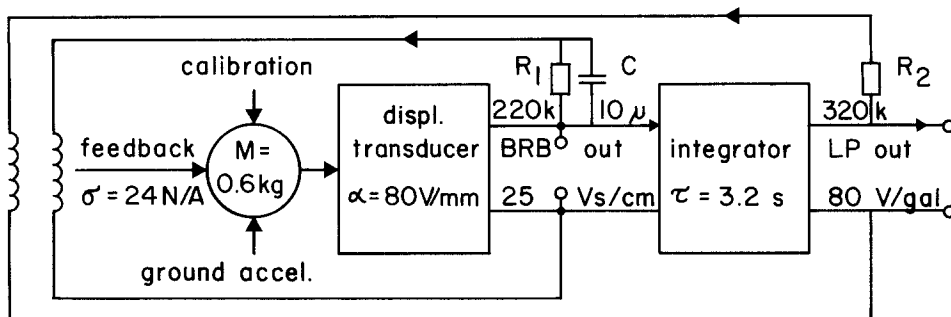 calibration
feedback
σ = 24 N/A
M =
0.6kg
ground accel.
displ.
transducer
α = 80V/mm
R1
C
220k
10 μ
BRB out
25 Vs/cm
integrator
τ = 3.2 s
R2
320k
LP out
80 V/gal